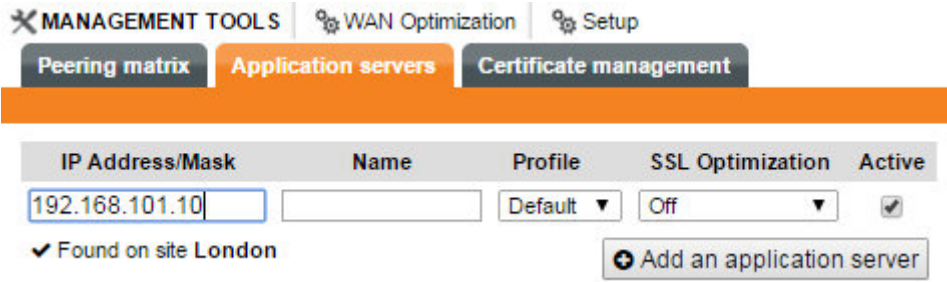 MANAGEMENT TOOLS WAN Optimization Setup
Peering matrix Application servers Certificate management
IP Address/Mask Name Profile SSL Optimization Active
192.168.101.10 Default Off
Found on site London
Add an application server